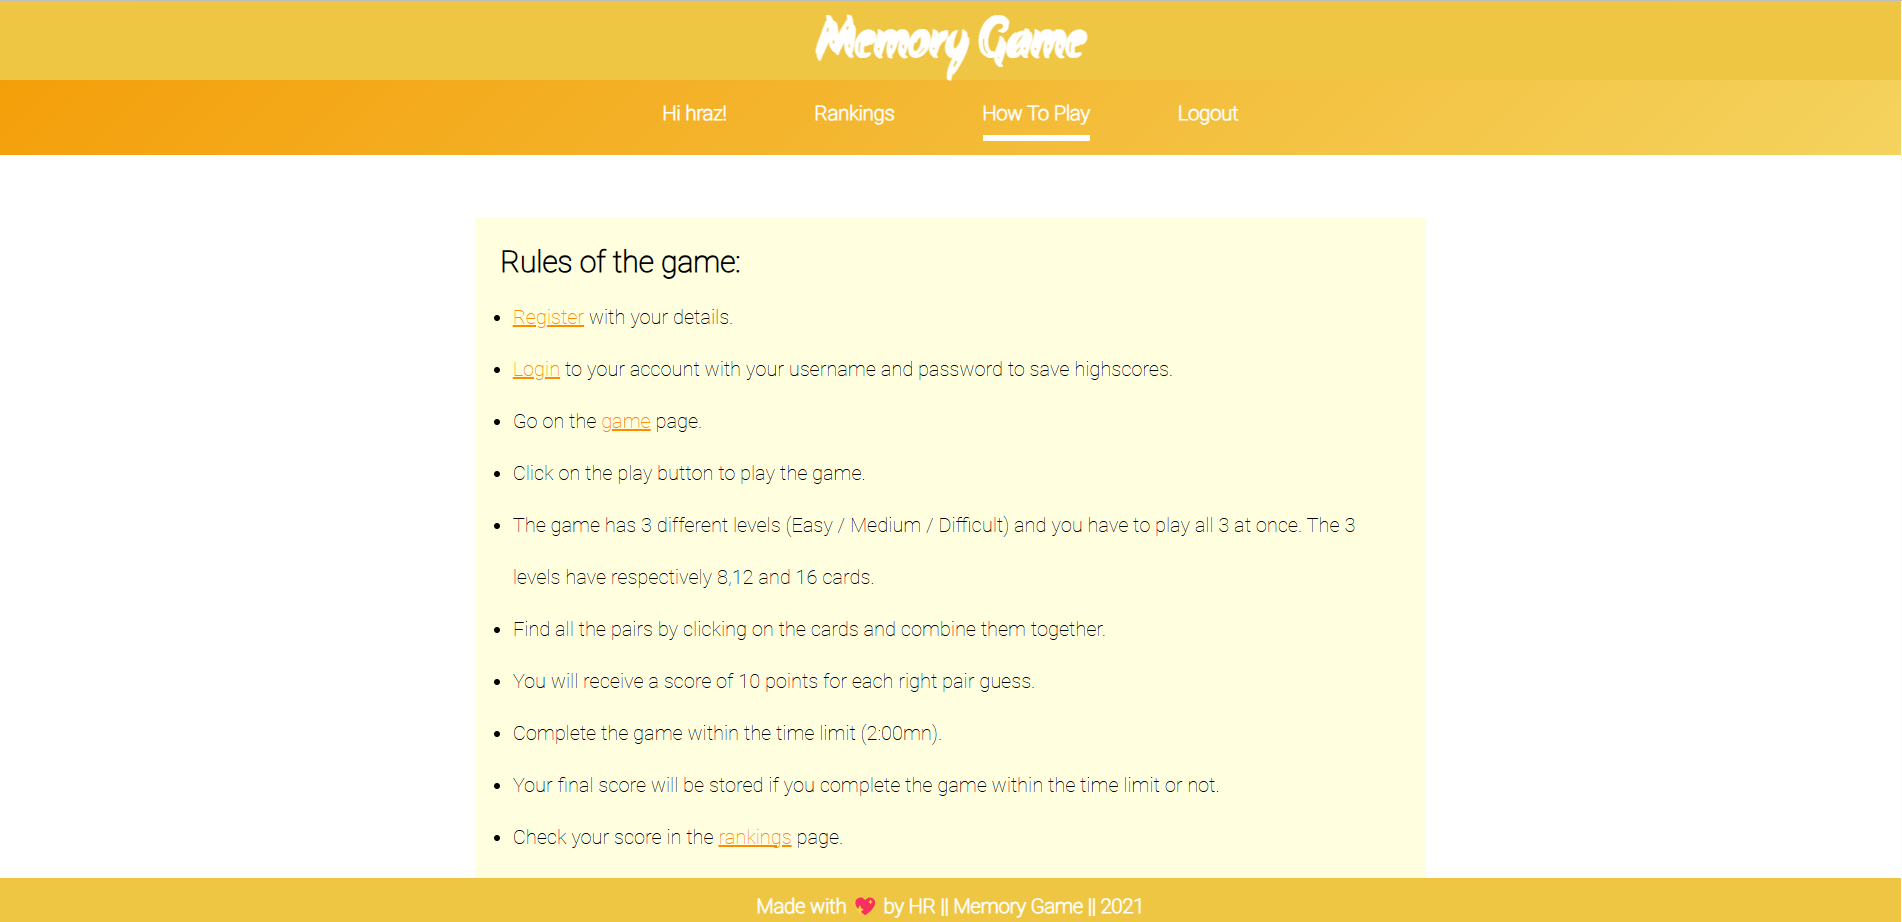 Memory Game
Hi hraz! Rankings How To Play Logout
Rules of the game:
• Register with your details.
• Login to your account with your username and password to save highscores.
• Go on the game page.
• Click on the play button to play the game.
• The game has 3 different levels (Easy / Medium / Difficult) and you have to play all 3 at once. The 3
levels have respectively 8,12 and 16 cards.
• Find all the pairs by clicking on the cards and combine them together.
• You will receive a score of 10 points for each right pair guess.
• Complete the game within the time limit (2:00mn).
• Your final score will be stored if you complete the game within the time limit or not.
• Check your score in the rankings page.
Made with 💖 by HR || Memory Game || 2021